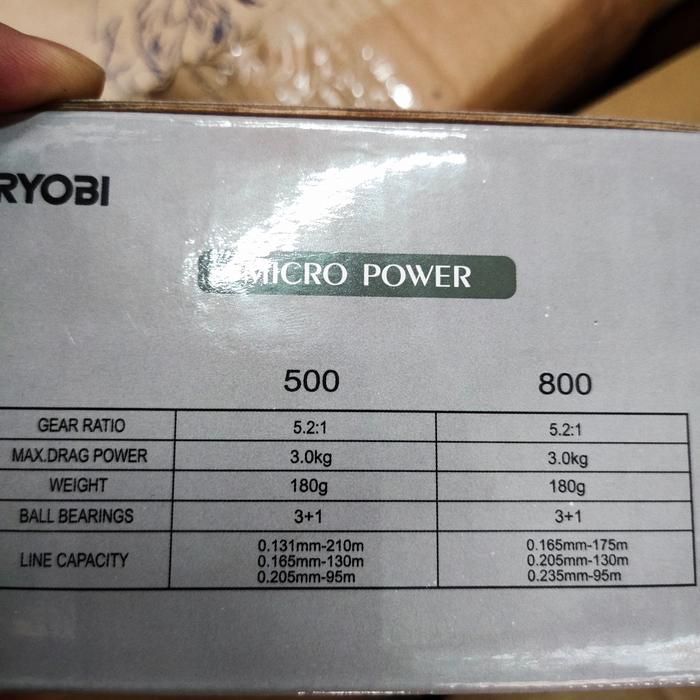 RYOBI
MICRO POWER
500 800
GEAR RATIO 5.2:1 5.2:1
MAX.DRAG POWER 3.0kg 3.0kg
WEIGHT 180g 180g
BALL BEARINGS 3+1 3+1
LINE CAPACITY 0.131mm-210m 0.165mm-175m
0.165mm-130m 0.205mm-130m
0.205mm-95m 0.235mm-95m